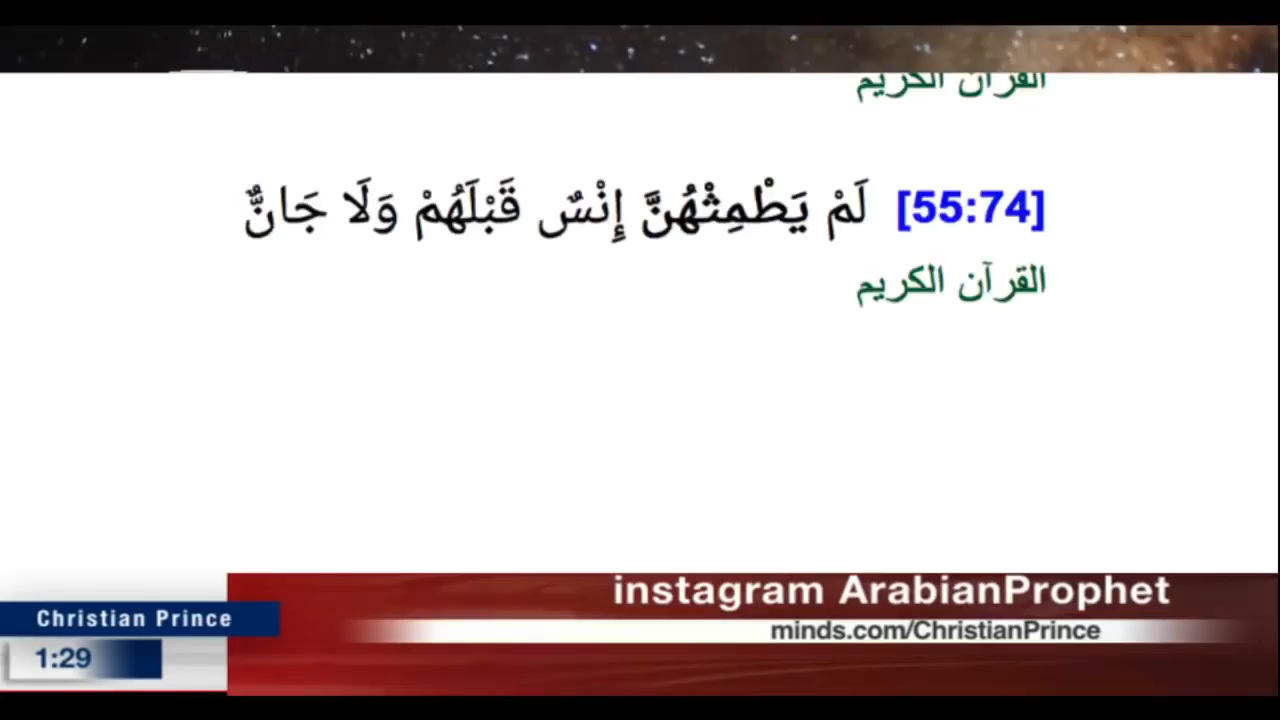 القرآن الكريم
[55:74] لَمْ يَطْمِثْهُنَّ إِنْسٌ قَبْلَهُمْ وَلَا جَانٌّ
القرآن الكريم
instagram ArabianProphet
Christian Prince
minds.com/ChristianPrince
1:29